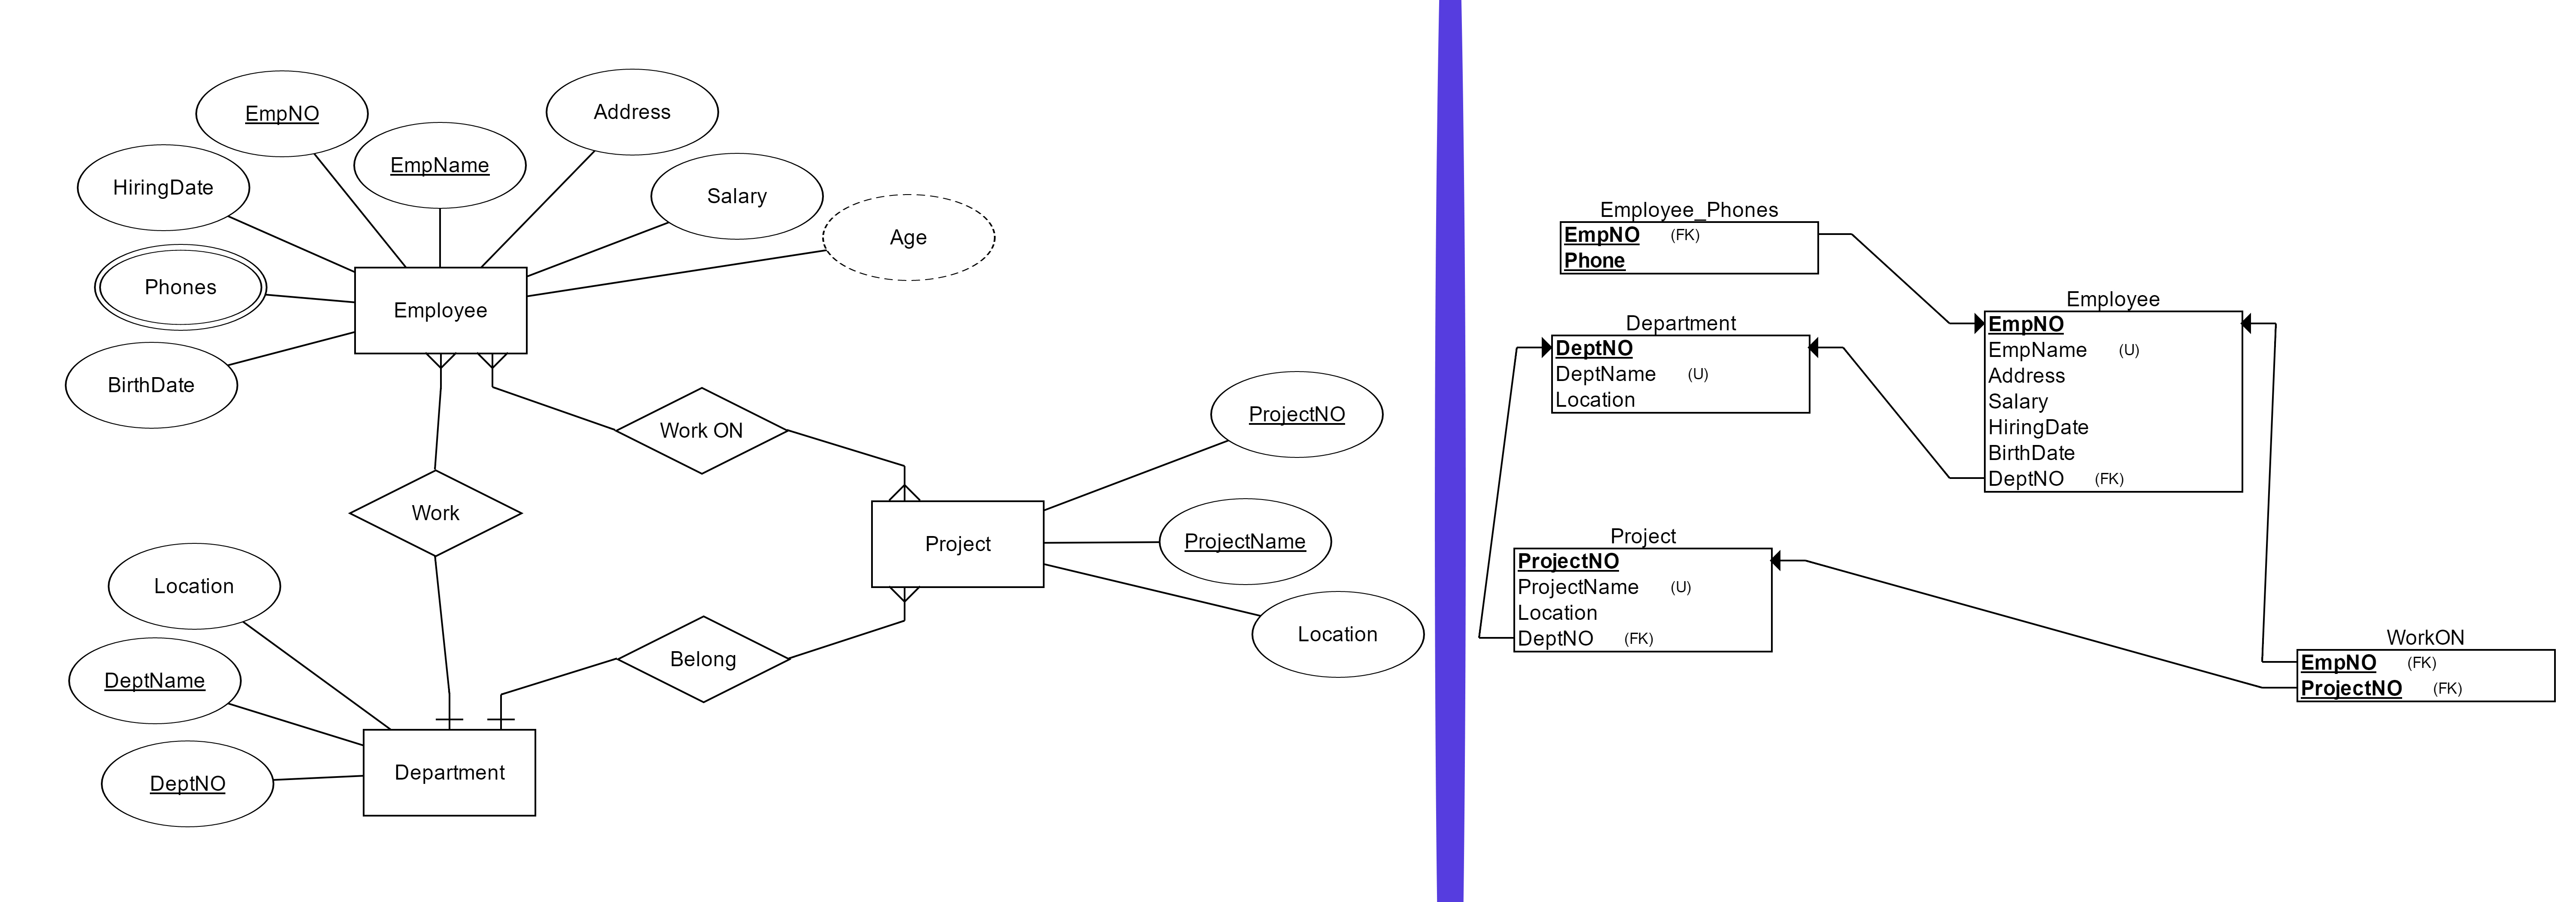 EmpNO
Address
EmpName
HiringDate
Salary
Age
Phones
Employee
BirthDate
Work ON
ProjectNO
Work
Project
ProjectName
Location
Location
Belong
DeptName
Department
DeptNO
Employee_Phones
EmpNO (FK)
Phone
Department
DeptNO
DeptName (U)
Location
Employee
EmpNO
EmpName (U)
Address
Salary
HiringDate
BirthDate
DeptNO (FK)
Project
ProjectNO
ProjectName (U)
Location
DeptNO (FK)
WorkON
EmpNO (FK)
ProjectNO (FK)